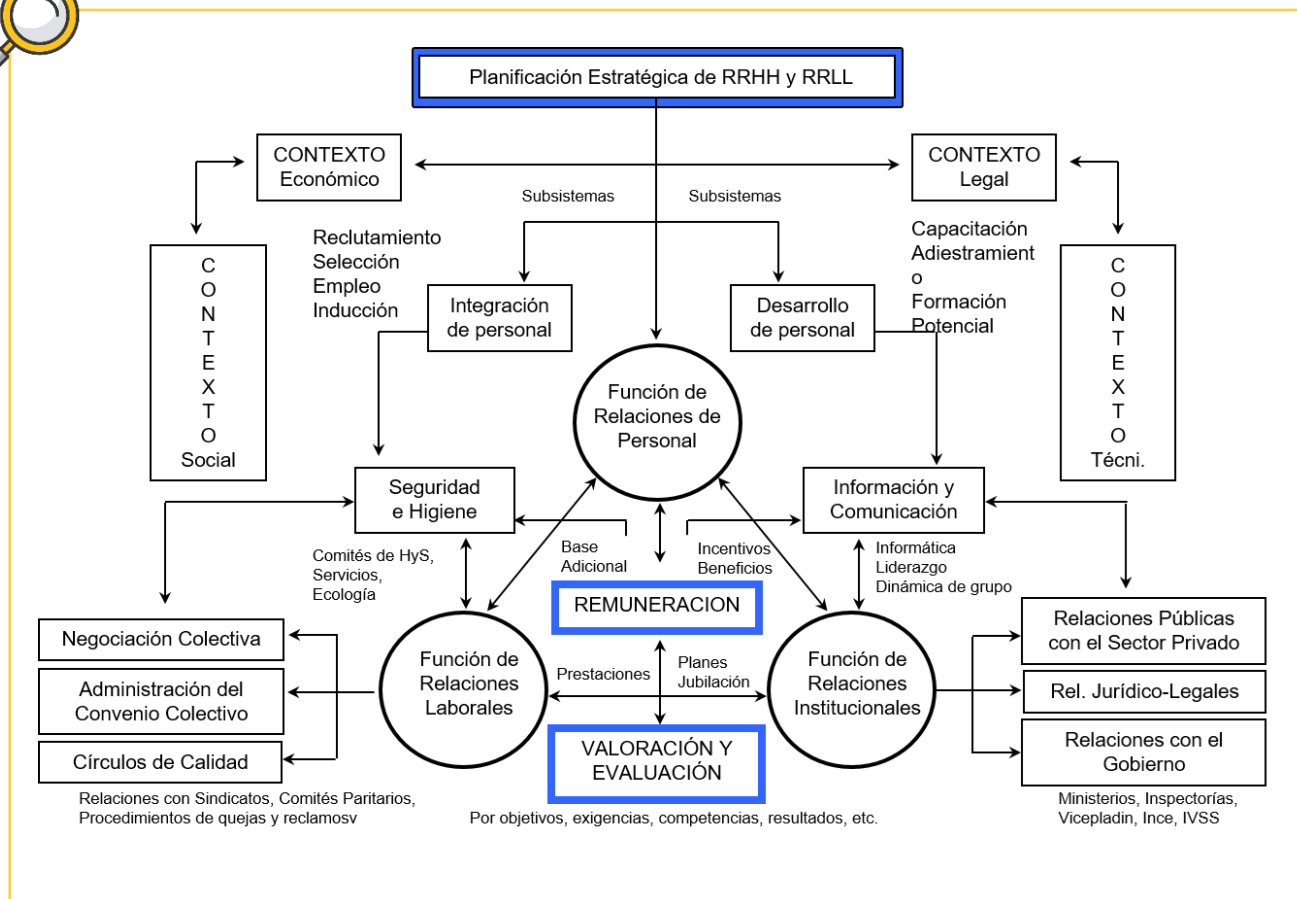 Planificación Estratégica de RRHH y RRLL
CONTEXTO
Económico
CONTEXTO
Legal
Subsistemas
Subsistemas
Reclutamiento
Selección
Empleo
Inducción
Capacitación
Adiestramient
o
Formación
Potencial
C
O
N
T
E
X
T
O
Social
Integración
de personal
Desarrollo
de personal
C
O
N
T
E
X
T
O
Técni.
Función de
Relaciones de
Personal
Seguridad
e Higiene
Información y
Comunicación
Comités de HyS,
Servicios,
Ecología
Base
Adicional
Incentivos
Beneficios
Informática
Liderazgo
Dinámica de grupo
REMUNERACION
Negociación Colectiva
Administración del
Convenio Colectivo
Círculos de Calidad
Función de
Relaciones
Laborales
Prestaciones
Planes
Jubilación
Función de
Relaciones
Institucionales
Relaciones Públicas
con el Sector Privado
Rel. Jurídico-Legales
Relaciones con el
Gobierno
VALORACIÓN Y
EVALUACIÓN
Relaciones con Sindicatos, Comités Paritarios,
Procedimientos de quejas y reclamosv
Por objetivos, exigencias, competencias, resultados, etc.
Ministerios, Inspectorías,
Vicepladin, Ince, IVSS